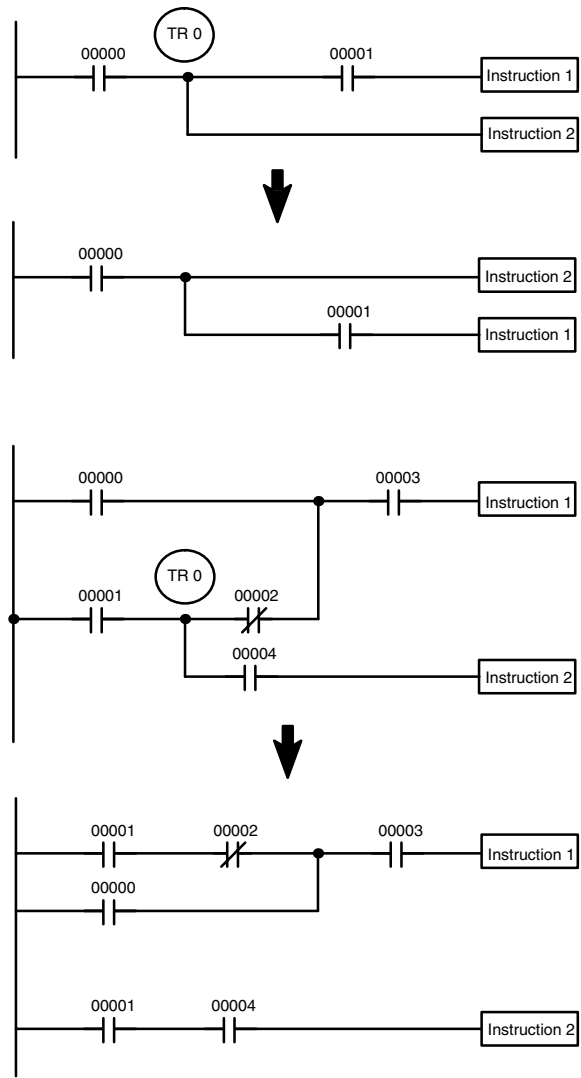 TR 0
00000
00001
Instruction 1
Instruction 2
00000
Instruction 2
00001
Instruction 1
00000
00003
Instruction 1
TR 0
00001
00002
00004
Instruction 2
00001
00002
00003
Instruction 1
00000
00001
00004
Instruction 2